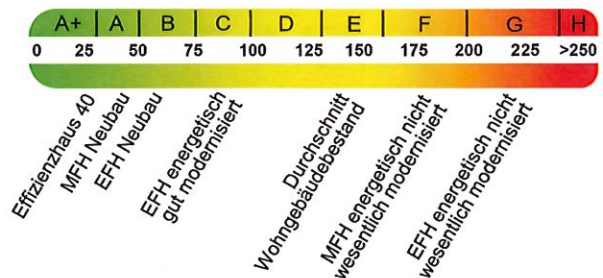 A+ A B C D E F G H
0 25 50 75 100 125 150 175 200 225 >250
Effizienzhaus 40
MFH Neubau
EFH Neubau
EFH energetisch
gut modernisiert
Durchschnitt
Wohngebäudebestand
MFH energetisch nicht
wesentlich modernisiert
EFH energetisch nicht
wesentlich modernisiert